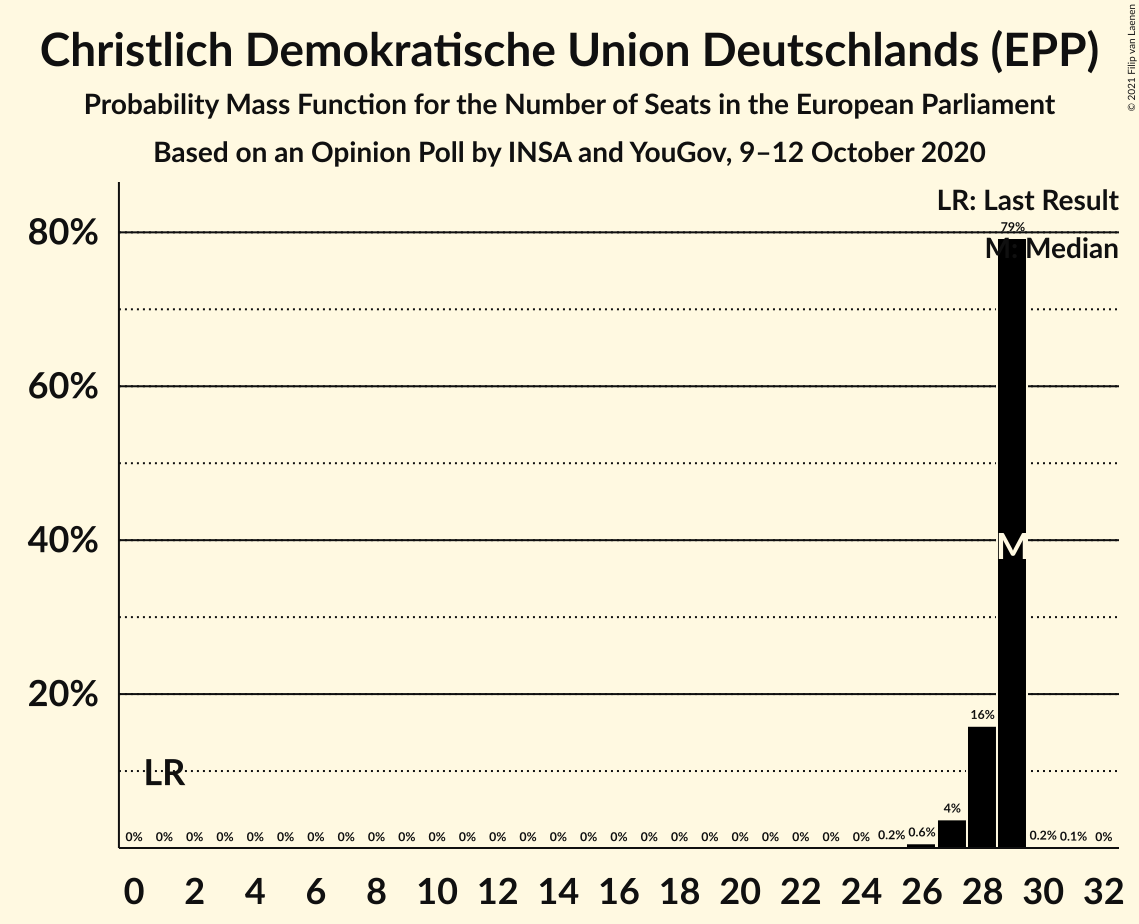 Christlich Demokratische Union Deutschlands (EPP)
Probability Mass Function for the Number of Seats in the European Parliament
Based on an Opinion Poll by INSA and YouGov, 9–12 October 2020
© 2021 Filip van Laenen
LR: Last Result
M: Median
80%
60%
40%
20%
79%
M
16%
LR
4%
0% 0% 0% 0% 0% 0% 0% 0% 0% 0% 0% 0% 0% 0% 0% 0% 0% 0% 0% 0% 0% 0% 0% 0% 0% 0.2% 0.6% 0.2% 0.1% 0%
0 2 4 6 8 10 12 14 16 18 20 22 24 26 28 30 32